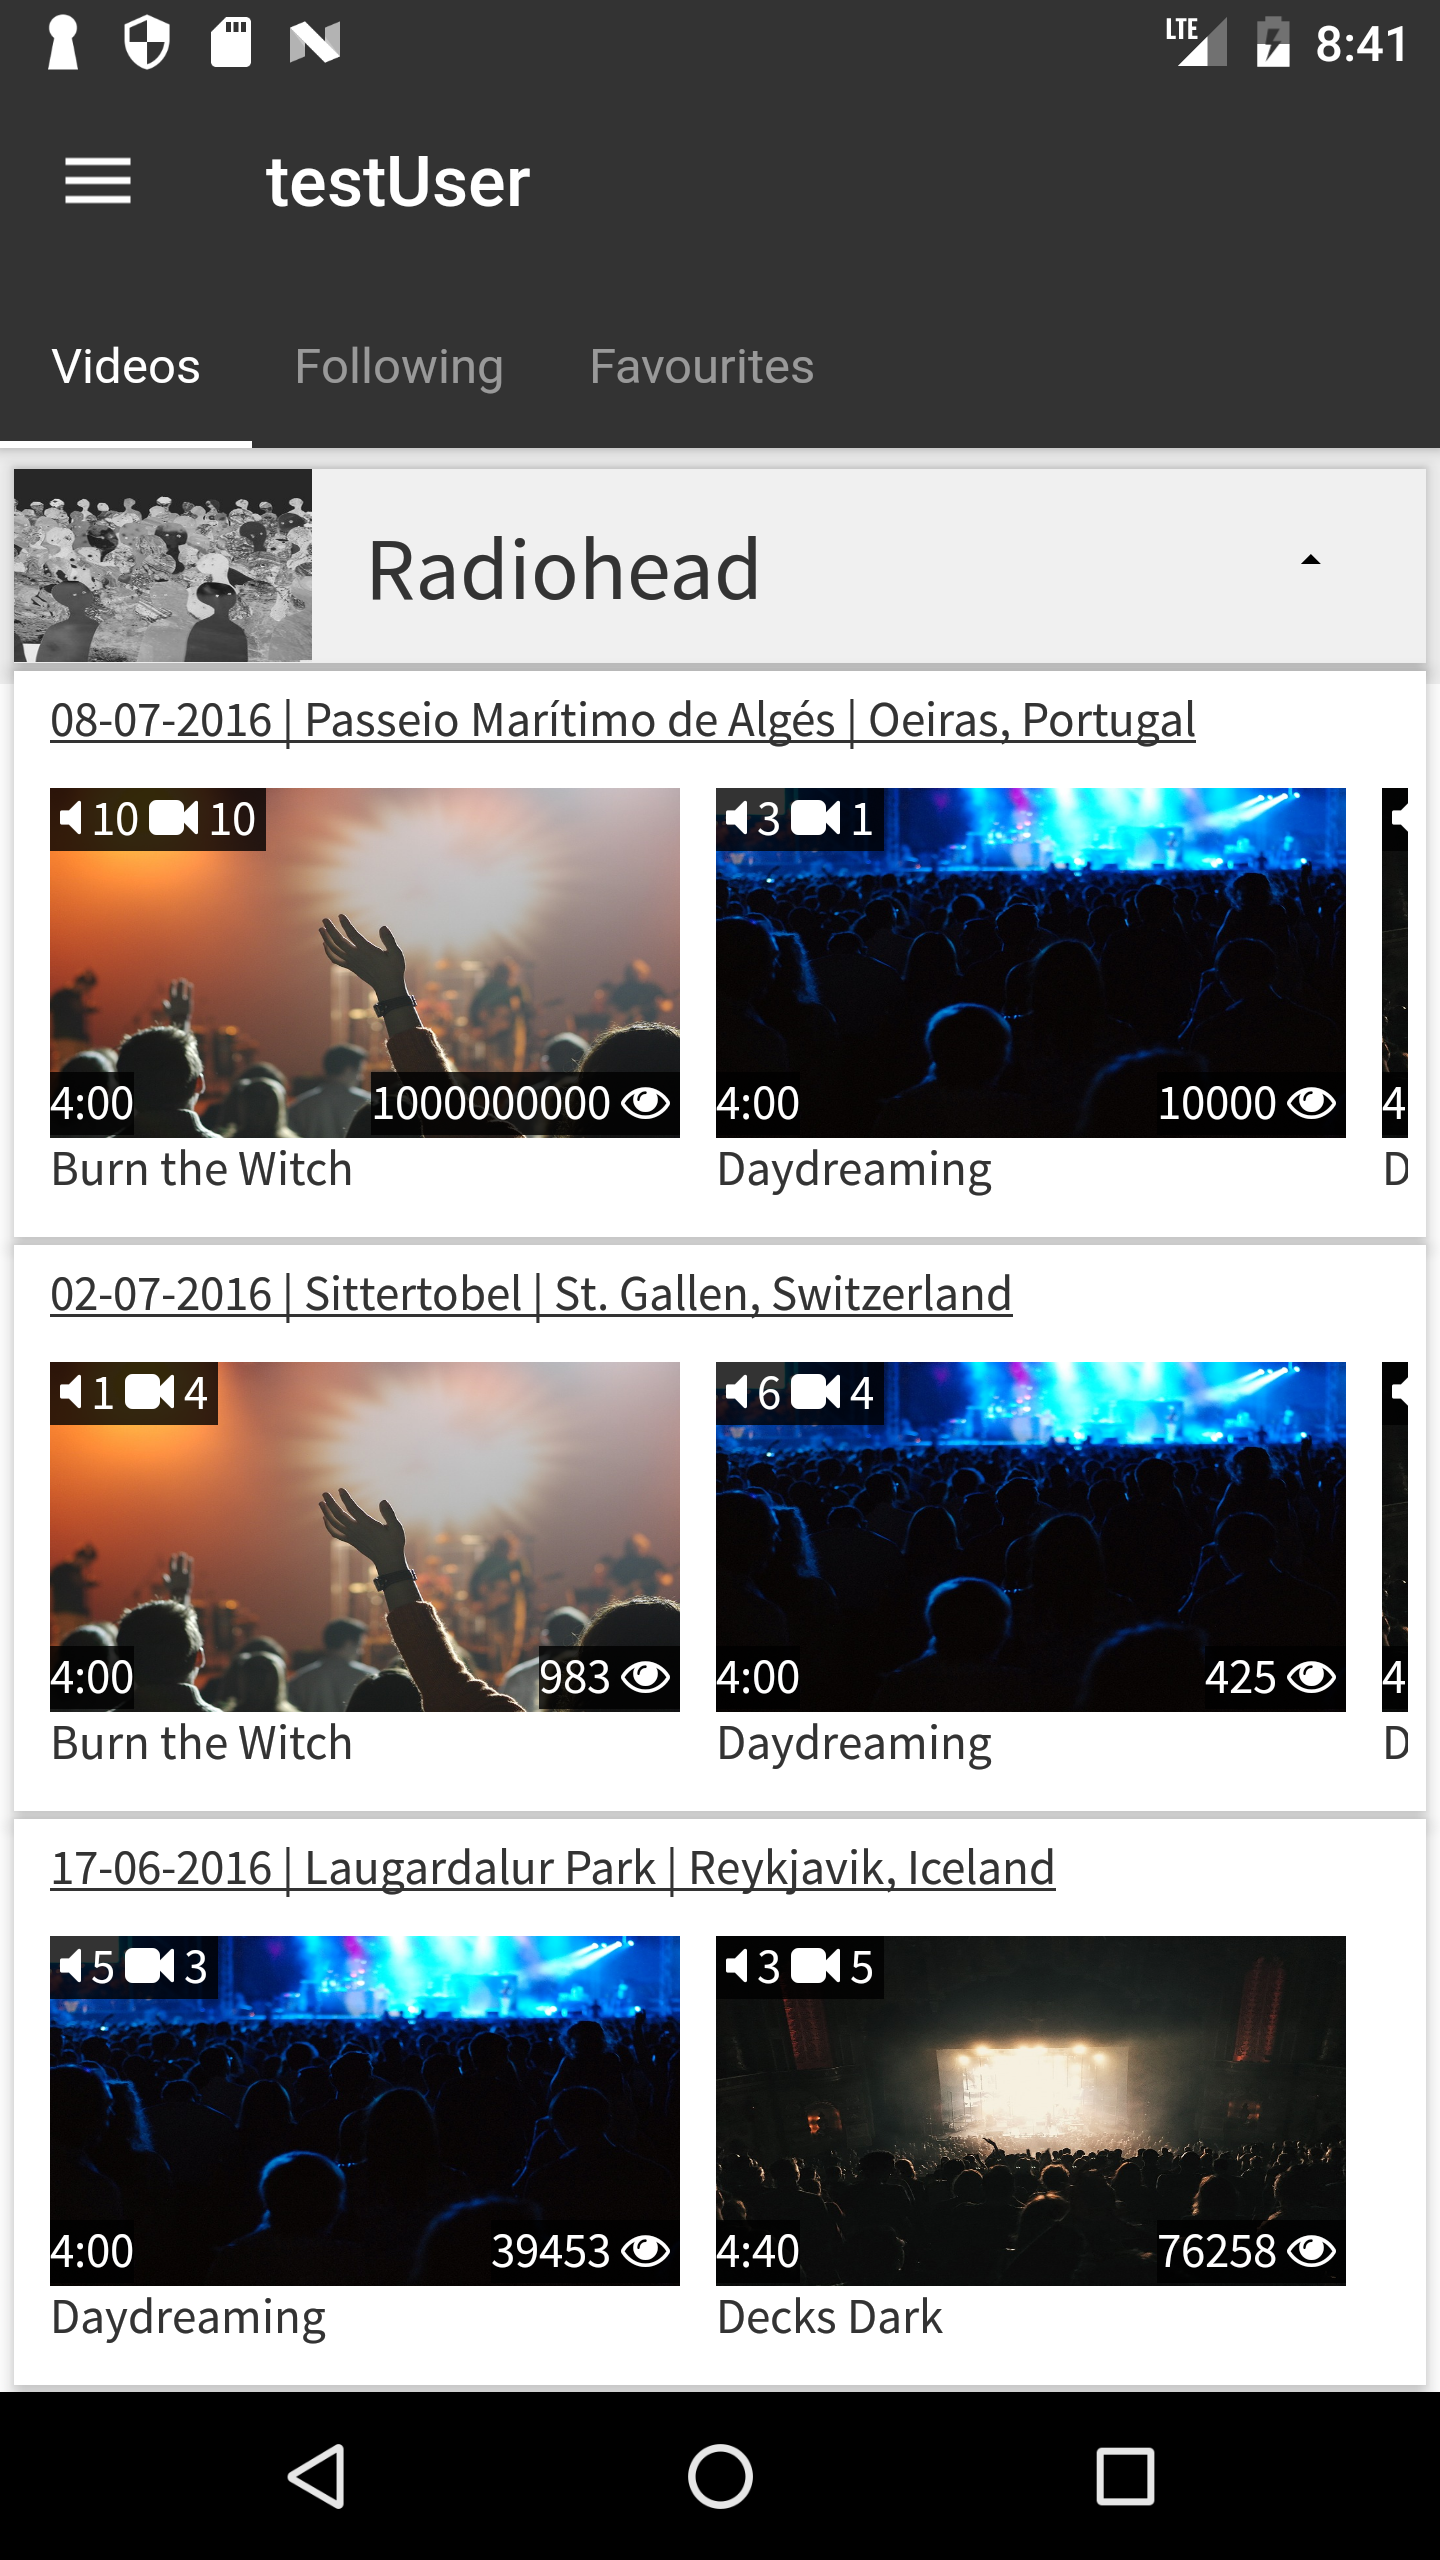 LTE 8:41
testUser
Videos Following Favourites
Radiohead
08-07-2016 | Passeio Marítimo de Algés | Oeiras, Portugal
10 10 3 1
4:00 1000000000 4:00 10000 4
Burn the Witch Daydreaming D
02-07-2016 | Sittertobel | St. Gallen, Switzerland
1 4 6 4
4:00 983 4:00 425 4
Burn the Witch Daydreaming D
17-06-2016 | Laugardalur Park | Reykjavik, Iceland
5 3 3 5
4:00 39453 4:40 76258
Daydreaming Decks Dark